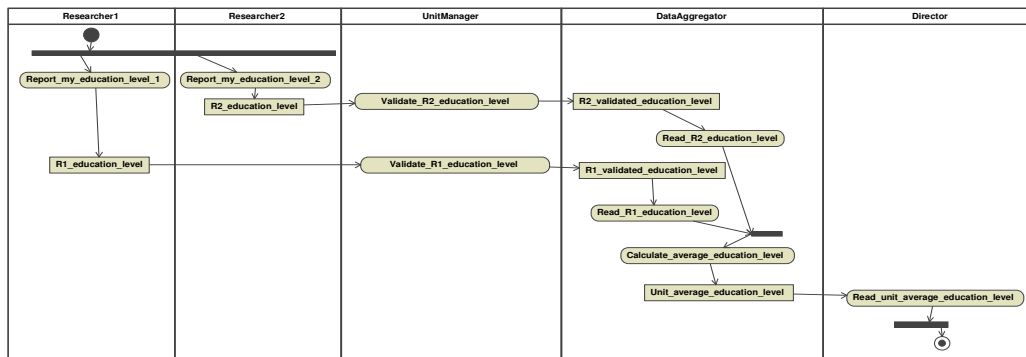 Researcher1 Researcher2 UnitManager DataAggregator Director
Report_my_education_level_1 Report_my_education_level_2
R2_education_level Validate_R2_education_level R2_validated_education_level
Read_R2_education_level
R1_education_level Validate_R1_education_level R1_validated_education_level
Read_R1_education_level
Calculate_average_education_level
Unit_average_education_level Read_unit_average_education_level